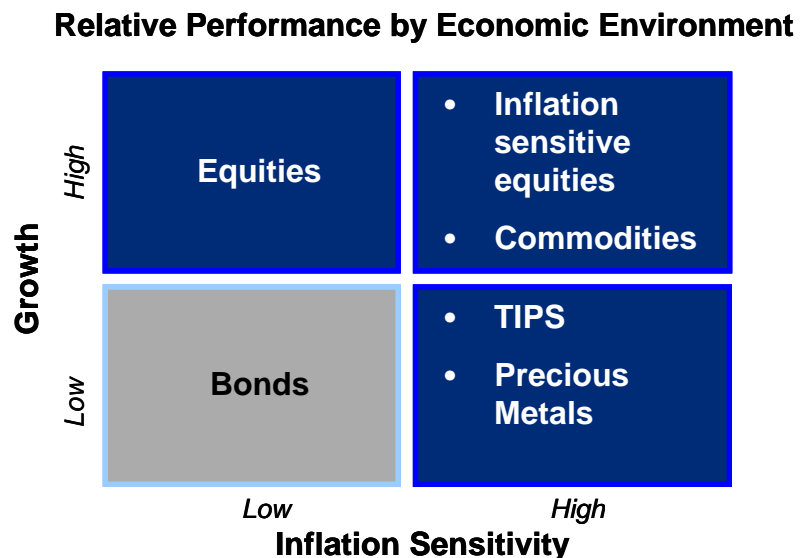 Relative Performance by Economic Environment
Growth
High
Equities
• Inflation
sensitive
equities
• Commodities
Low
Bonds
• TIPS
• Precious
Metals
Low
High
Inflation Sensitivity